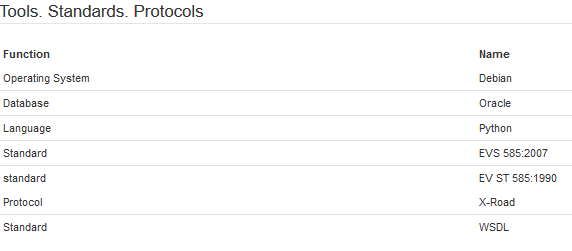 Tools. Standards. Protocols
Function Name
Operating System Debian
Database Oracle
Language Python
Standard EVS 585:2007
standard EV ST 585:1990
Protocol X-Road
Standard WSDL